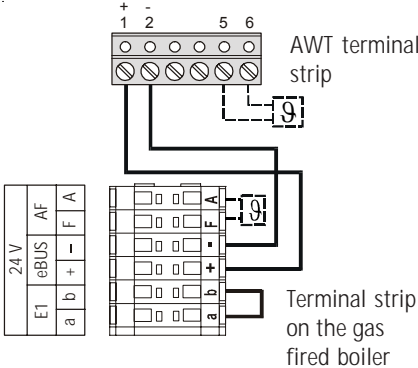 + -
1 2 5 6
AWT terminal
strip
ϑ
A ϑ
F
-
+
b
a
24 V
AF A
F
eBUS -
+
E1 b
a
Terminal strip
on the gas
fired boiler